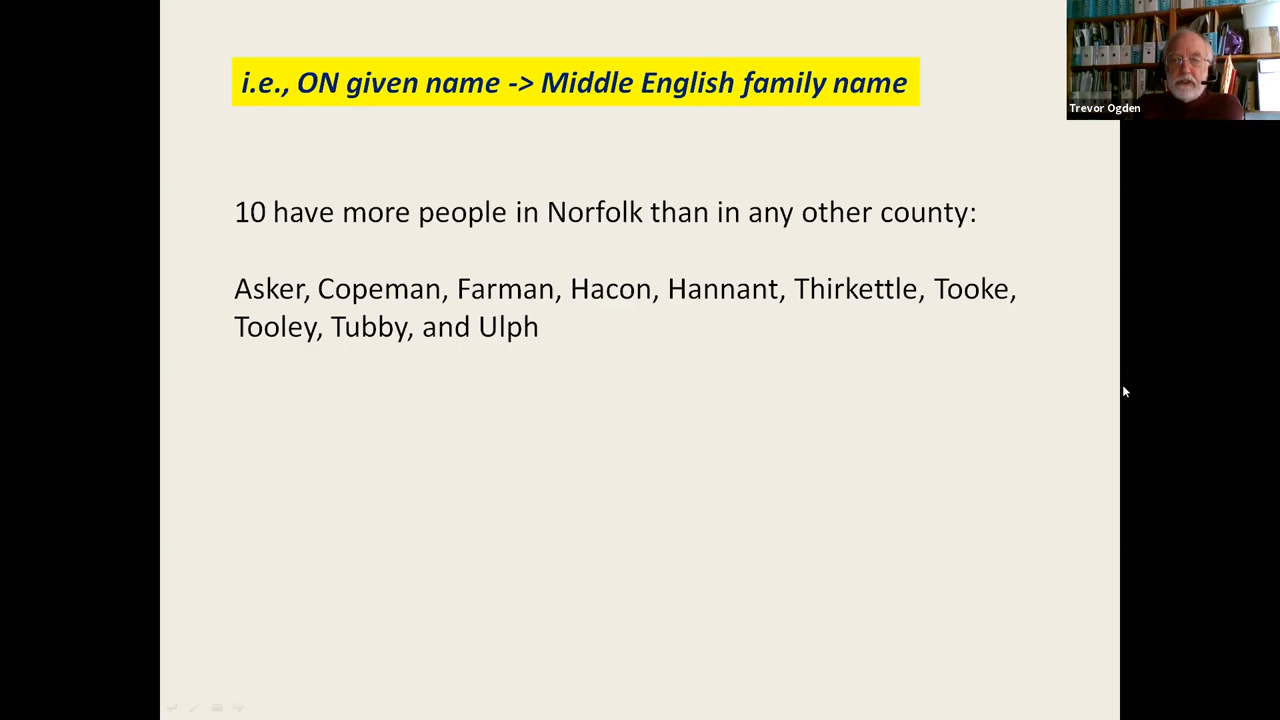 i.e., ON given name -> Middle English family name
Trevor Ogden
10 have more people in Norfolk than in any other county:
Asker, Copeman, Farman, Hacon, Hannant, Thirkettle, Tooke,
Tooley, Tubby, and Ulph